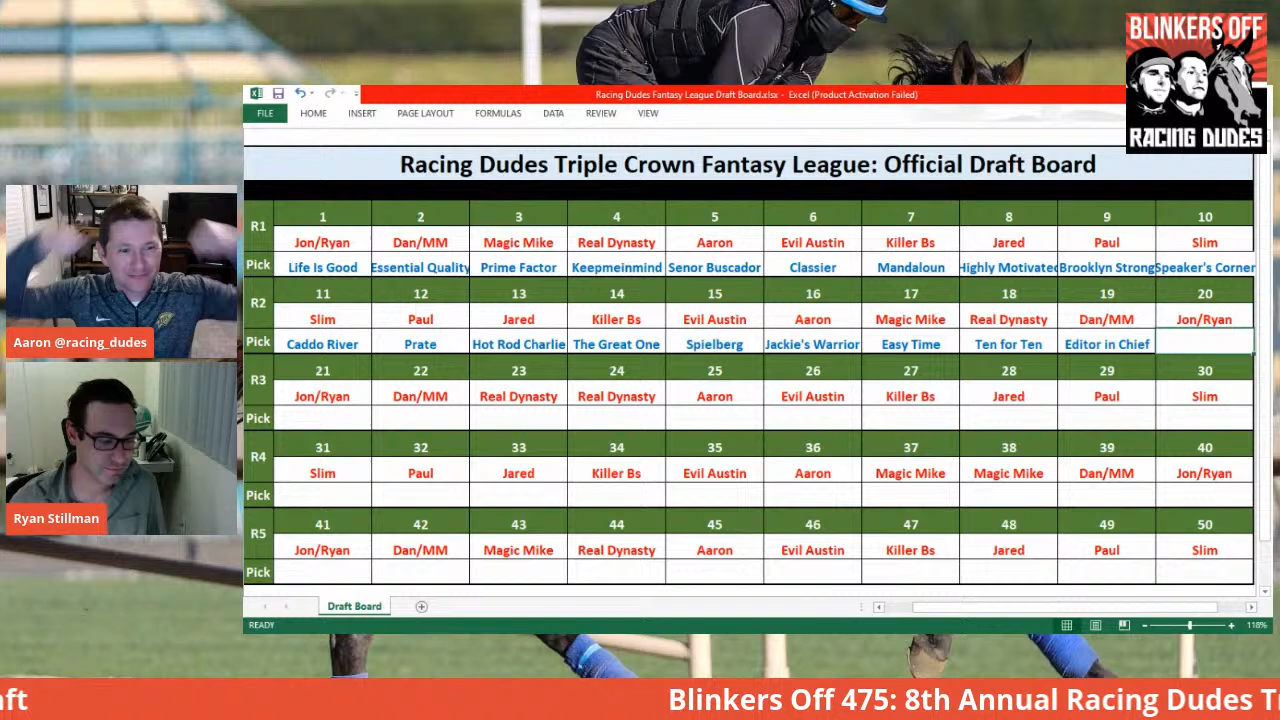 BLINKERS OFF
RACING DUDES
Racing Dudes Fantasy League Draft Board.xlsx - Excel (Product Activation Failed)
FILE HOME INSERT PAGE LAYOUT FORMULAS DATA REVIEW VIEW
Racing Dudes Triple Crown Fantasy League: Official Draft Board
R1 1 2 3 4 5 6 7 8 9 10
Jon/Ryan Dan/MM Magic Mike Real Dynasty Aaron Evil Austin Killer Bs Jared Paul Slim
Pick Life Is Good Essential Quality Prime Factor Keepmeinmind Senor Buscador Classier Mandaloun Highly Motivated Brooklyn Strong Speaker's Corner
R2 11 12 13 14 15 16 17 18 19 20
Slim Paul Jared Killer Bs Evil Austin Aaron Magic Mike Real Dynasty Dan/MM Jon/Ryan
Pick Caddo River Prate Hot Rod Charlie The Great One Spielberg Jackie's Warrior Easy Time Ten for Ten Editor in Chief
R3 21 22 23 24 25 26 27 28 29 30
Jon/Ryan Dan/MM Real Dynasty Real Dynasty Aaron Evil Austin Killer Bs Jared Paul Slim
Pick
R4 31 32 33 34 35 36 37 38 39 40
Slim Paul Jared Killer Bs Evil Austin Aaron Magic Mike Magic Mike Dan/MM Jon/Ryan
Pick
R5 41 42 43 44 45 46 47 48 49 50
Jon/Ryan Dan/MM Magic Mike Real Dynasty Aaron Evil Austin Killer Bs Jared Paul Slim
Pick
Draft Board
READY 118%
Aaron @racing_dudes
Ryan Stillman
aft Blinkers Off 475: 8th Annual Racing Dudes Tr